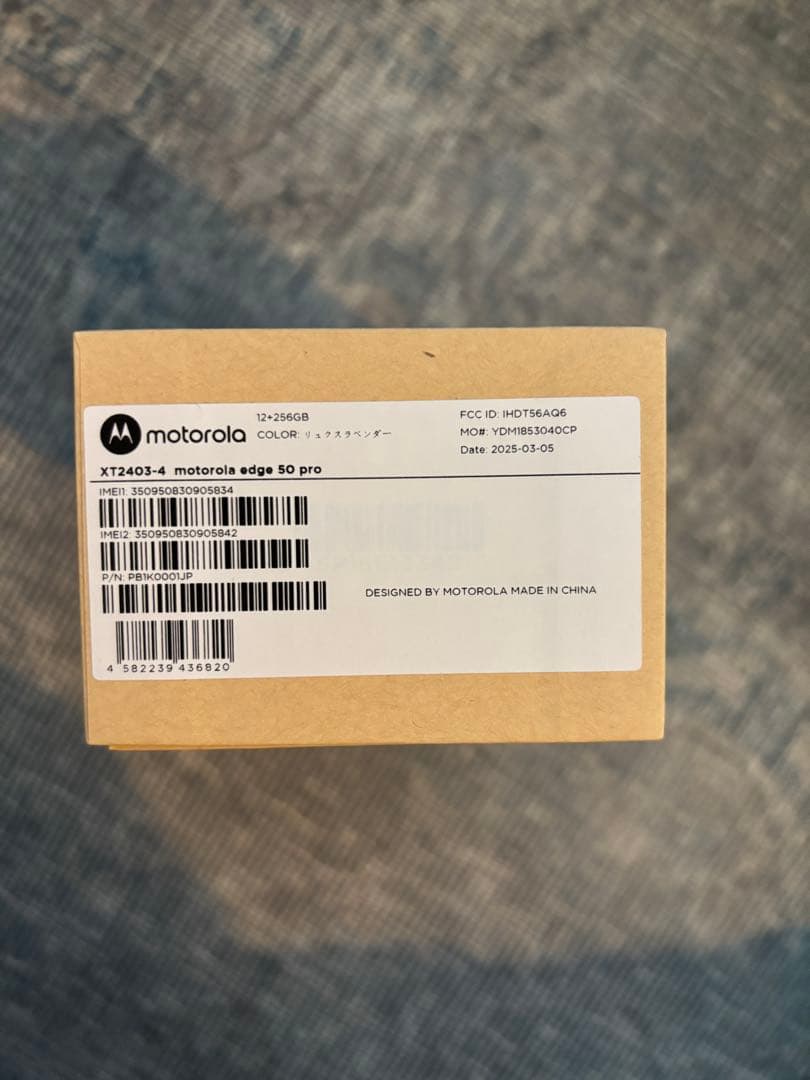 motorola
12+256GB
COLOR: リュクスラベンダー
FCC ID: IHDT56AQ6
MO#: YDM1853040CP
Date: 2025-03-05
XT2403-4 motorola edge 50 pro
IMEI1: 350950830905834
IMEI2: 350950830905842
P/N: PB1K0001JP
DESIGNED BY MOTOROLA MADE IN CHINA
4 582239 436820